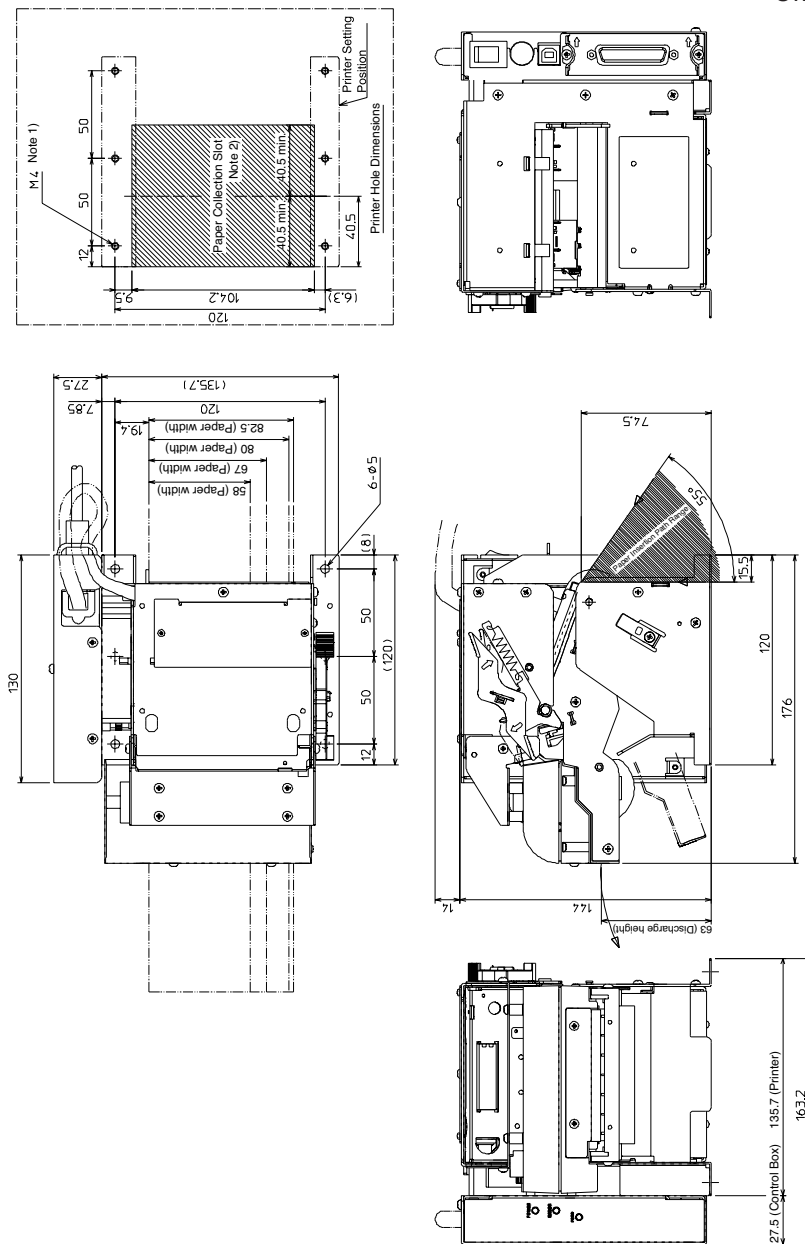 M4 Note 1)
50
50
12
Paper Collection Slot
Note 2)
40.5 min.
40.5 min.
40.5
Printer Setting
Position
Printer Hole Dimensions
9.5
104.2
(6.3)
120
27.5
(135.7)
7.85
120
19.4
82.5 (Paper width)
80 (Paper width)
67 (Paper width)
58 (Paper width)
6-ø5
130
(8)
50
50
12
(120)
74.5
55°
Paper Insertion Path Range
15.5
120
176
14
144
63 (Discharge height)
POWER
ERROR
FEED
27.5 (Control Box)
135.7 (Printer)
163.2